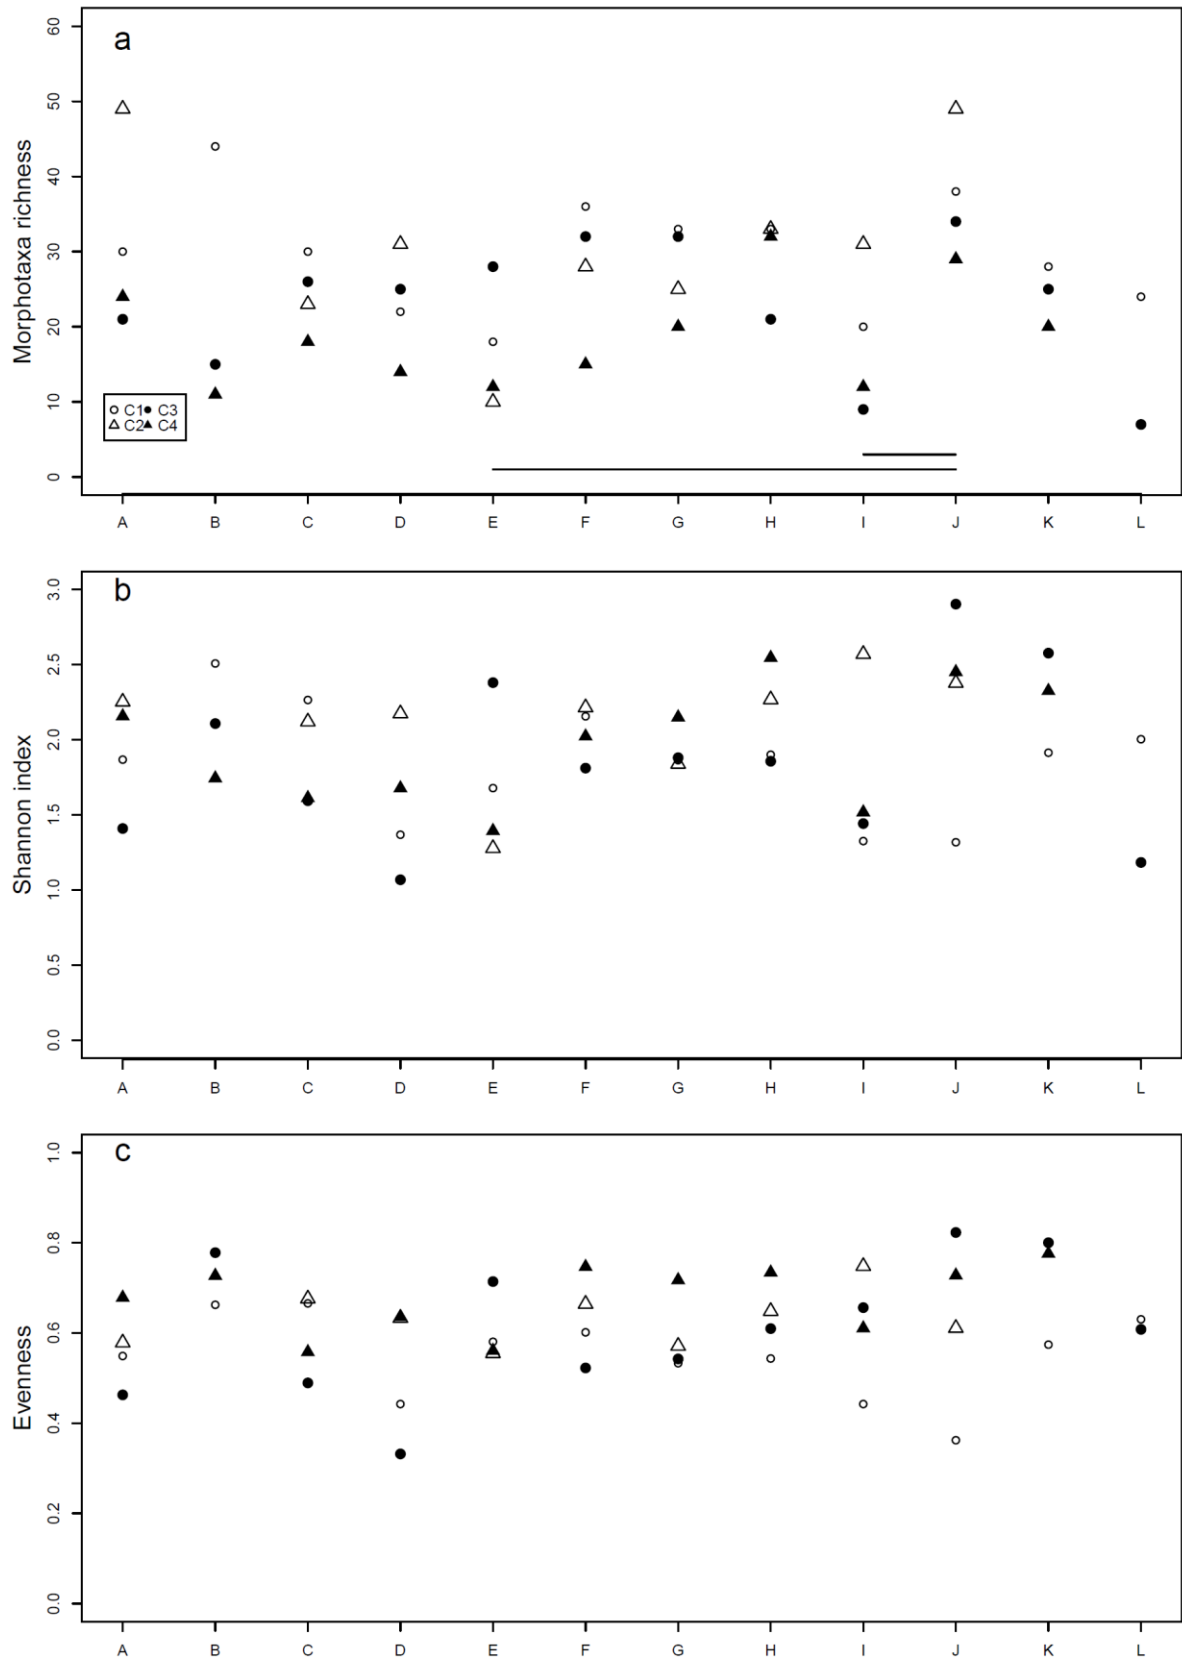 a
Morphotaxa richness
60
50
40
30
20
10
0
C1 C3
C2 C4
A B C D E F G H I J K L
b
Shannon index
3.0
2.5
2.0
1.5
1.0
0.5
0.0
A B C D E F G H I J K L
c
Evenness
1.0
0.8
0.6
0.4
0.2
0.0
A B C D E F G H I J K L